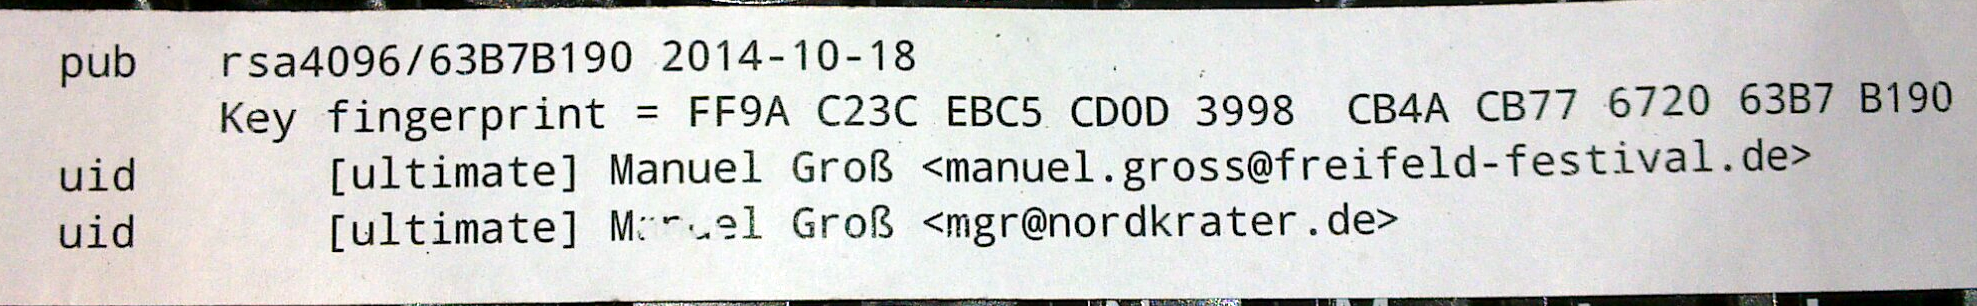 pub rsa4096/63B7B190 2014-10-18
Key fingerprint = FF9A C23C EBC5 CD0D 3998 CB4A CB77 6720 63B7 B190
uid [ultimate] Manuel Groß <manuel.gross@freifeld-festival.de>
uid [ultimate] Groß <mgr@nordkrater.de>